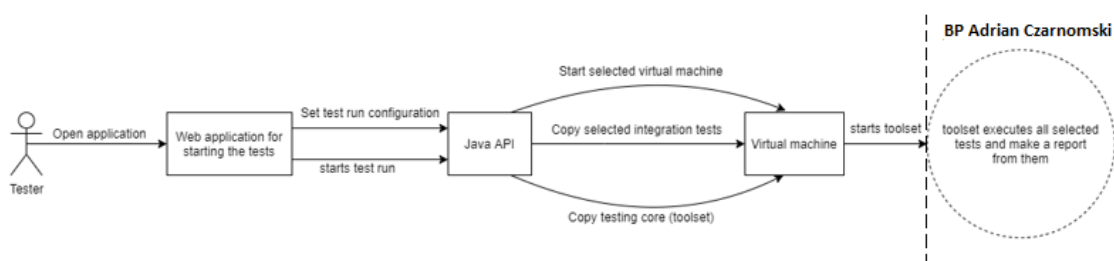 BP Adrian Czarnomski
Start selected virtual machine
Open application
Set test run configuration
Web application for
starting the tests
starts test run
Java API
Copy selected integration tests
Virtual machine
starts toolset
toolset executes all selected
tests and make a report
from them
Tester
Copy testing core (toolset)